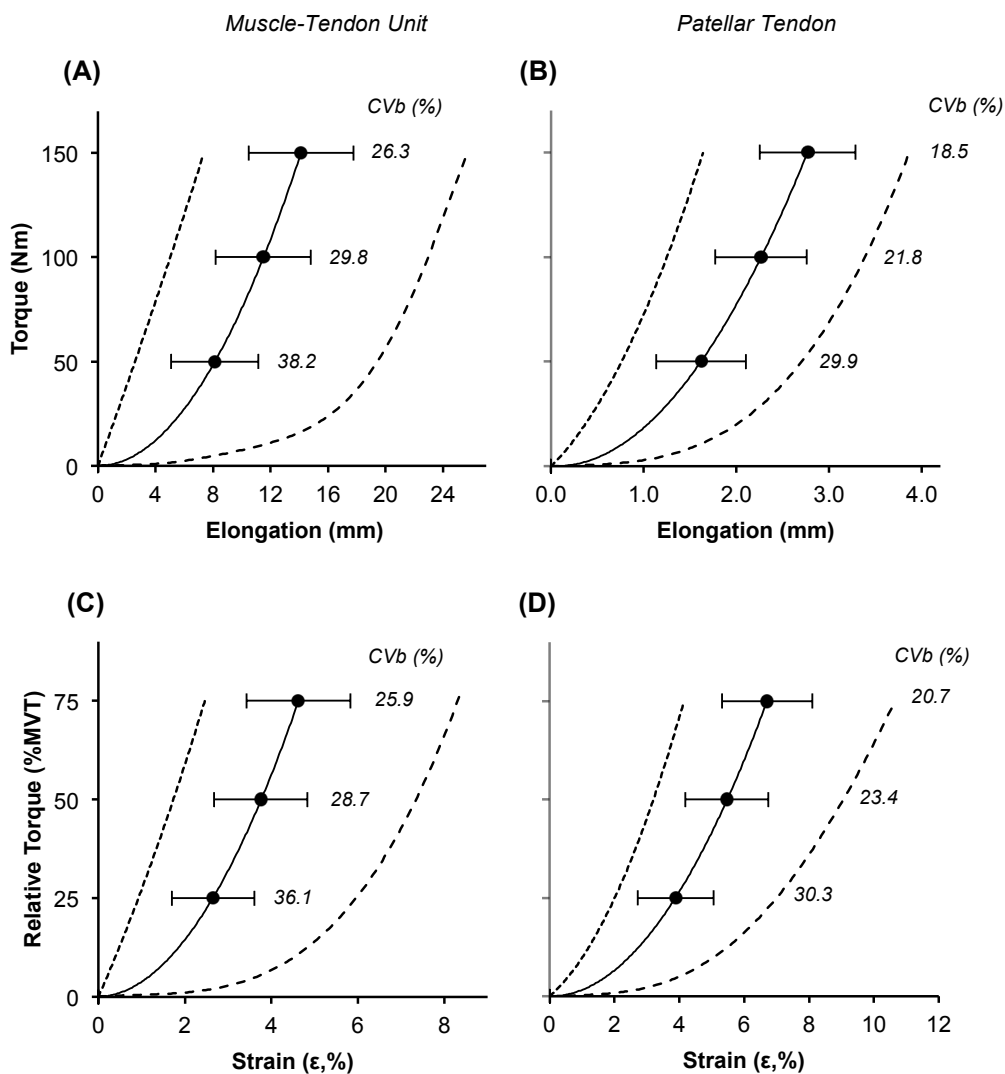 Muscle-Tendon Unit
Patellar Tendon
(A)
(B)
CVb (%)
CVb (%)
150
26.3
18.5
100
29.8
21.8
50
38.2
29.9
0
Torque (Nm)
0 4 8 12 16 20 24
0.0 1.0 2.0 3.0 4.0
Elongation (mm)
Elongation (mm)
(C)
(D)
CVb (%)
CVb (%)
75
25.9
20.7
50
28.7
23.4
25
36.1
30.3
0
Relative Torque (%MVT)
0 2 4 6 8
0 2 4 6 8 10 12
Strain (ε,%)
Strain (ε,%)